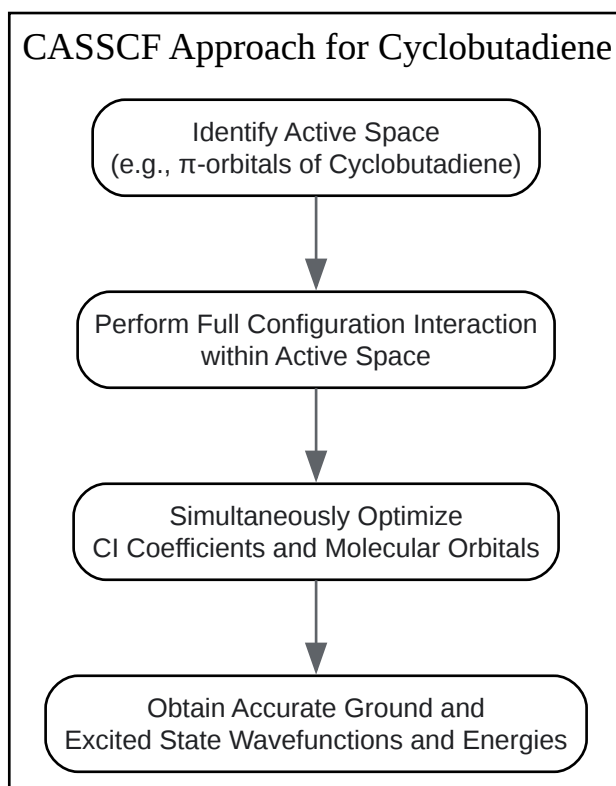 CASSCF Approach for Cyclobutadiene
Identify Active Space
(e.g., π-orbitals of Cyclobutadiene)
Perform Full Configuration Interaction
within Active Space
Simultaneously Optimize
CI Coefficients and Molecular Orbitals
Obtain Accurate Ground and
Excited State Wavefunctions and Energies